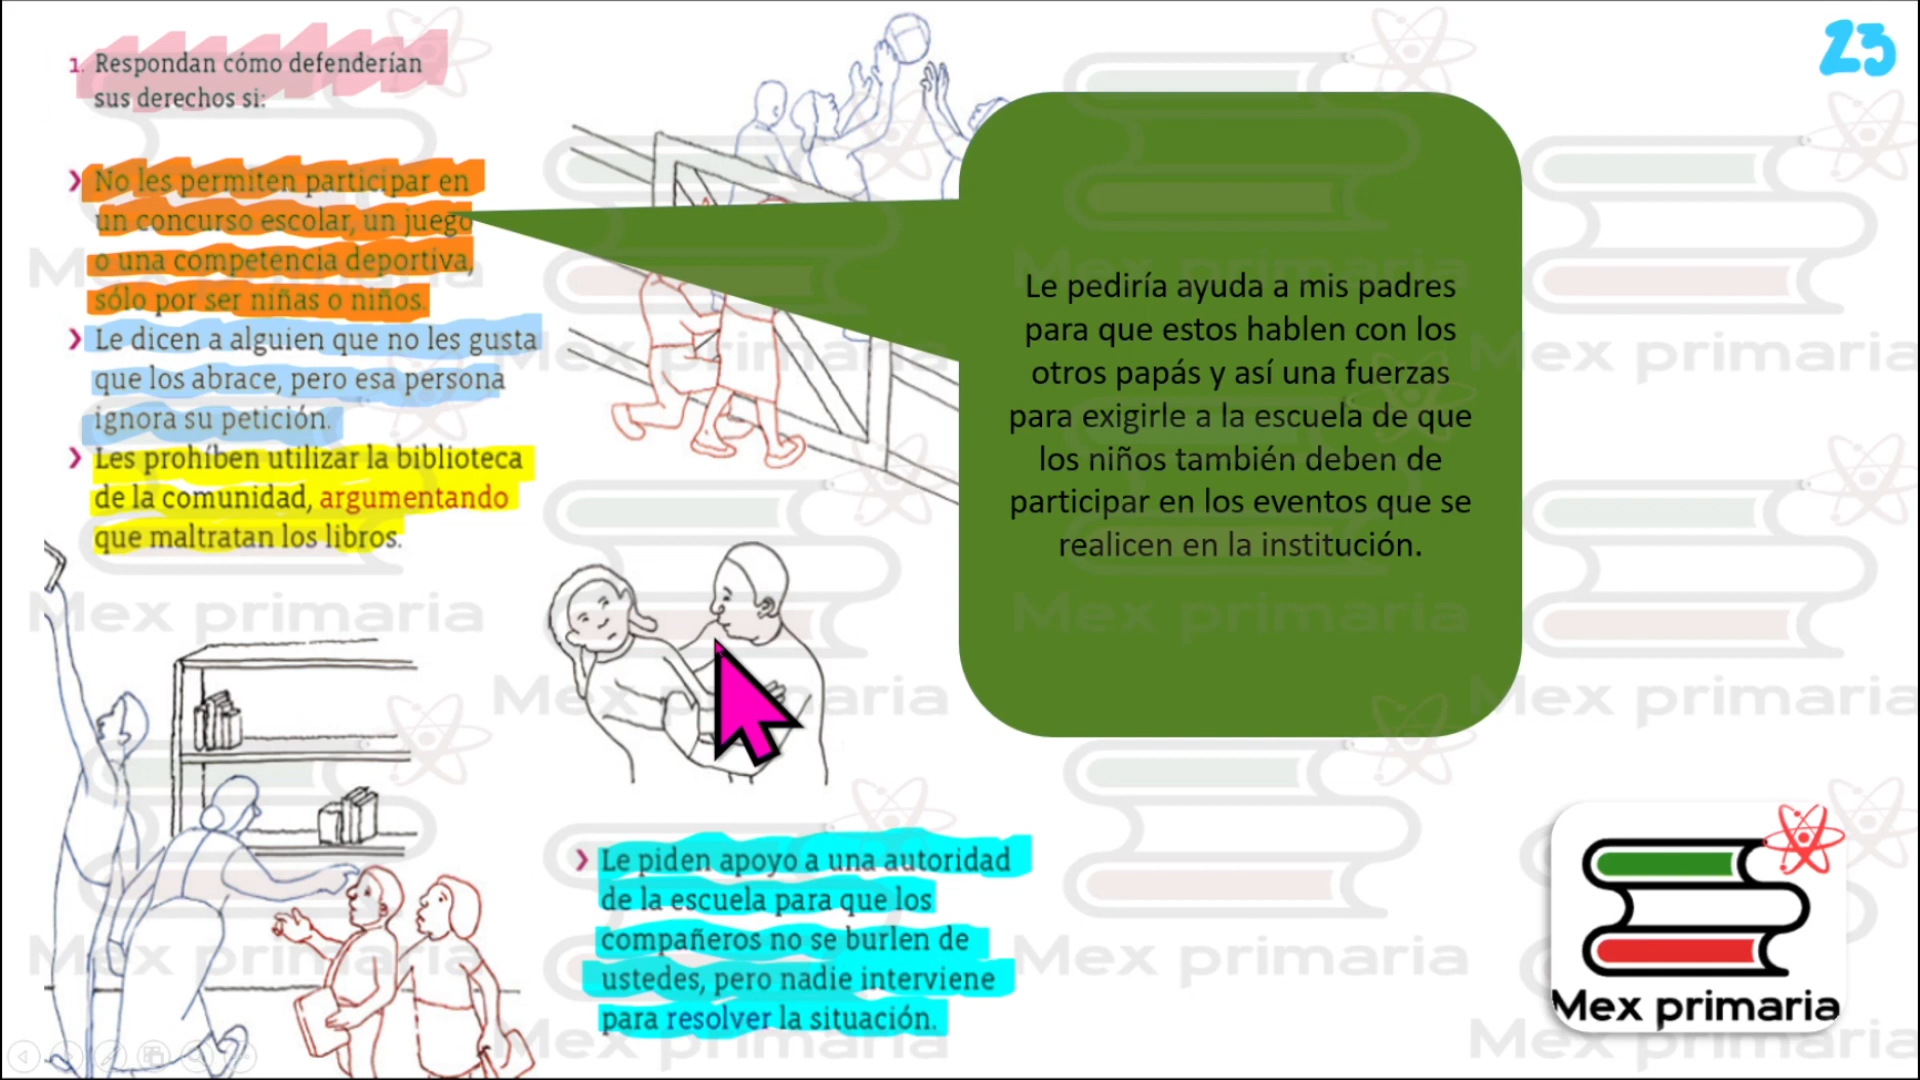 23
1. Respondan cómo defenderían
sus derechos si:
› No les permiten participar en
un concurso escolar, un juego
o una competencia deportiva,
sólo por ser niñas o niños.
› Le dicen a alguien que no les gusta
que los abrace, pero esa persona
ignora su petición.
› Les prohíben utilizar la biblioteca
de la comunidad, argumentando
que maltratan los libros.
Le pediría ayuda a mis padres
para que estos hablen con los
otros papás y así una fuerzas
para exigirle a la escuela de que
los niños también deben de
participar en los eventos que se
realicen en la institución.
› Le piden apoyo a una autoridad
de la escuela para que los
compañeros no se burlen de
ustedes, pero nadie interviene
para resolver la situación.
Mex primaria